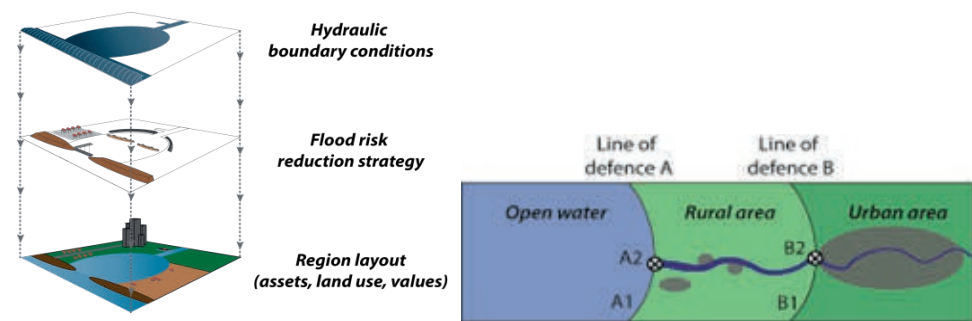 Hydraulic
boundary conditions
Flood risk
reduction strategy
Region layout
(assets, land use, values)
Line of
defence A
Line of
defence B
Open water
Rural area
Urban area
A2
B2
A1
B1